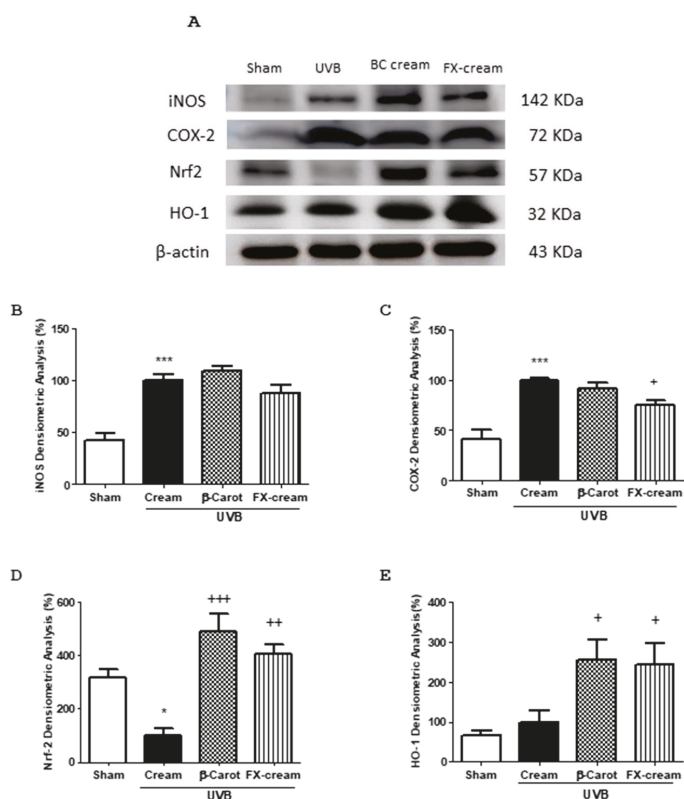 A
Sham UVB BC cream FX-cream
iNOS 142 KDa
COX-2 72 KDa
Nrf2 57 KDa
HO-1 32 KDa
β-actin 43 KDa
B
iNOS Densiometric Analysis (%)
150
100
50
0
***
Sham Cream β-Carot FX-cream
UVB
C
COX-2 Densiometric Analysis (%)
150
100
50
0
***
+
Sham Cream β-Carot FX-cream
UVB
D
Nrf-2 Densiometric Analysis (%)
600
400
200
0
*
+++
++
Sham Cream β-Carot FX-cream
UVB
E
HO-1 Densiometric Analysis (%)
400
300
200
100
0
+
+
Sham Cream β-Carot FX-cream
UVB